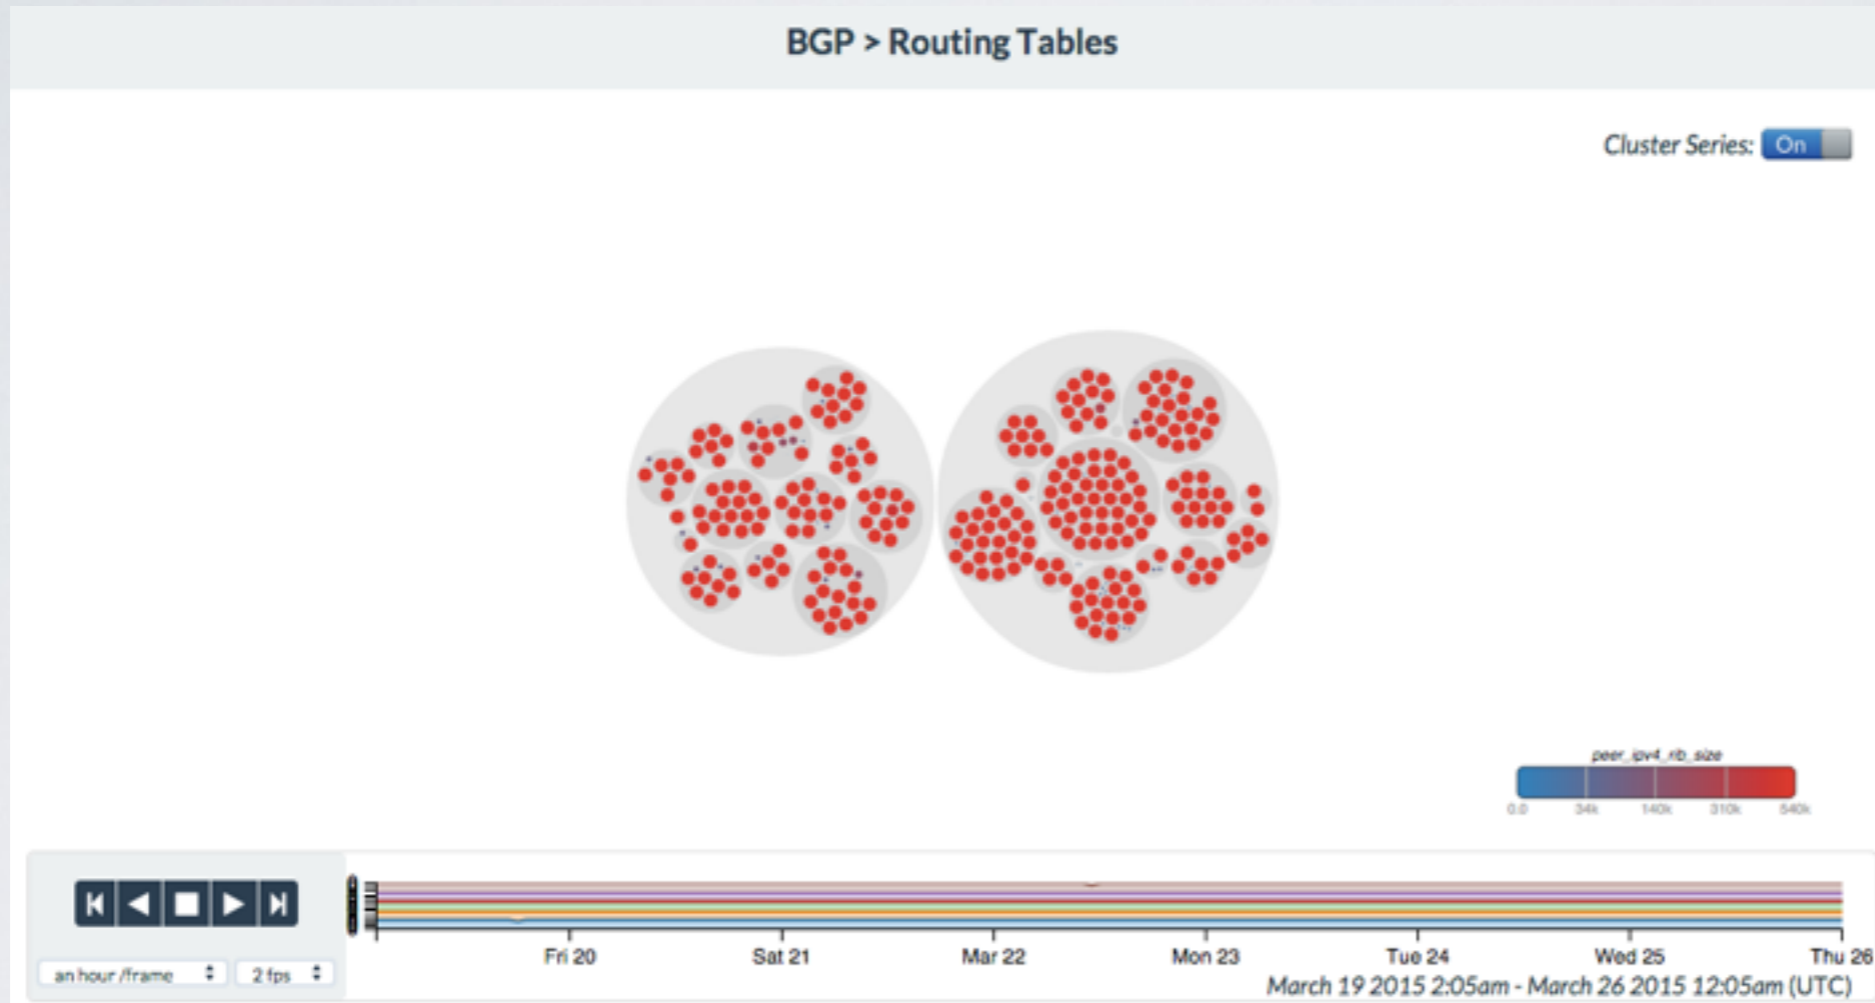 BGP > Routing Tables
Cluster Series: On
peer_ipv4_rib_size
0.0 34k 140k 310k 540k
Fri 20 Sat 21 Mar 22 Mon 23 Tue 24 Wed 25 Thu 26
an hour /frame 2 fps
March 19 2015 2:05am - March 26 2015 12:05am (UTC)